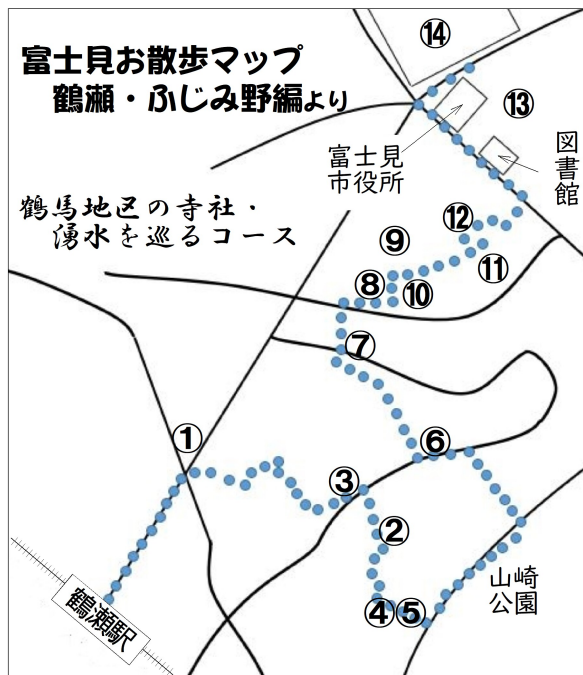 富士見お散歩マップ
鶴瀬・ふじみ野編より
鶴馬地区の寺社・
湧水を巡るコース
⑭
⑬
富士見
市役所
図書館
⑫
⑨
⑪
⑧
⑩
⑦
①
⑥
③
②
④
⑤
山崎
公園
鶴瀬駅